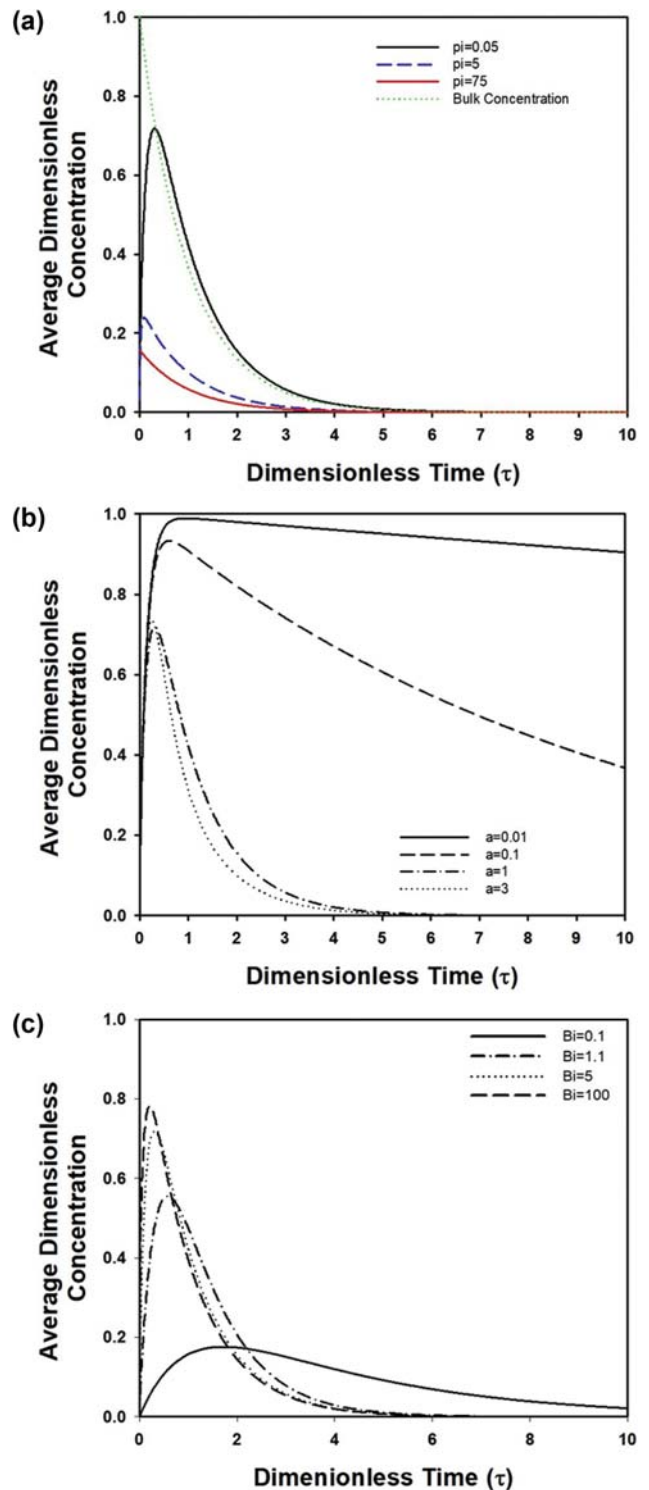 (a)
1.0
0.8
0.6
0.4
0.2
0.0
Average Dimensionless
Concentration
pi=0.05
pi=5
pi=75
Bulk Concentration
0 1 2 3 4 5 6 7 8 9 10
Dimensionless Time (τ)
(b)
1.0
0.8
0.6
0.4
0.2
0.0
Average Dimensionless
Concentration
a=0.01
a=0.1
a=1
a=3
0 1 2 3 4 5 6 7 8 9 10
Dimensionless Time (τ)
(c)
1.0
0.8
0.6
0.4
0.2
0.0
Average Dimensionless
Concentration
Bi=0.1
Bi=1.1
Bi=5
Bi=100
0 2 4 6 8 10
Dimenionless Time (τ)